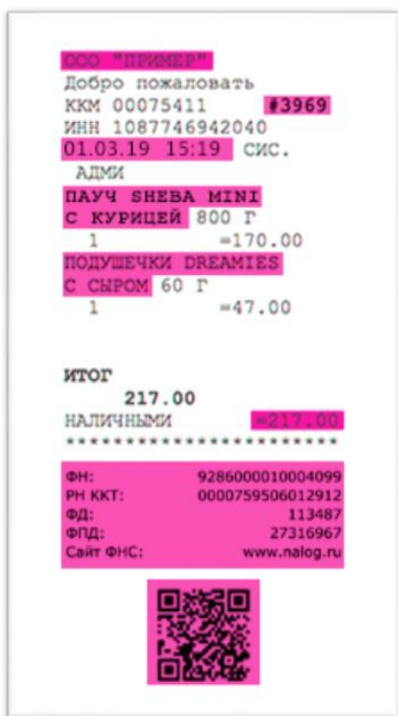 ООО "ПРИМЕР"
Добро пожаловать
ККМ 00075411 #3969
ИНН 1087746942040
01.03.19 15:19 СИС.
АДМИ
ПАУЧ SHEBA MINI
С КУРИЦЕЙ 800 Г
1 =170.00
ПОДУШЕЧКИ DREAMIES
С СЫРОМ 60 Г
1 =47.00
ИТОГ
217.00
НАЛИЧНЫМИ =217.00
************************
ФН: 9286000010004099
РН ККТ: 0000759506012912
ФД: 113487
ФПД: 27316967
Сайт ФНС: www.nalog.ru